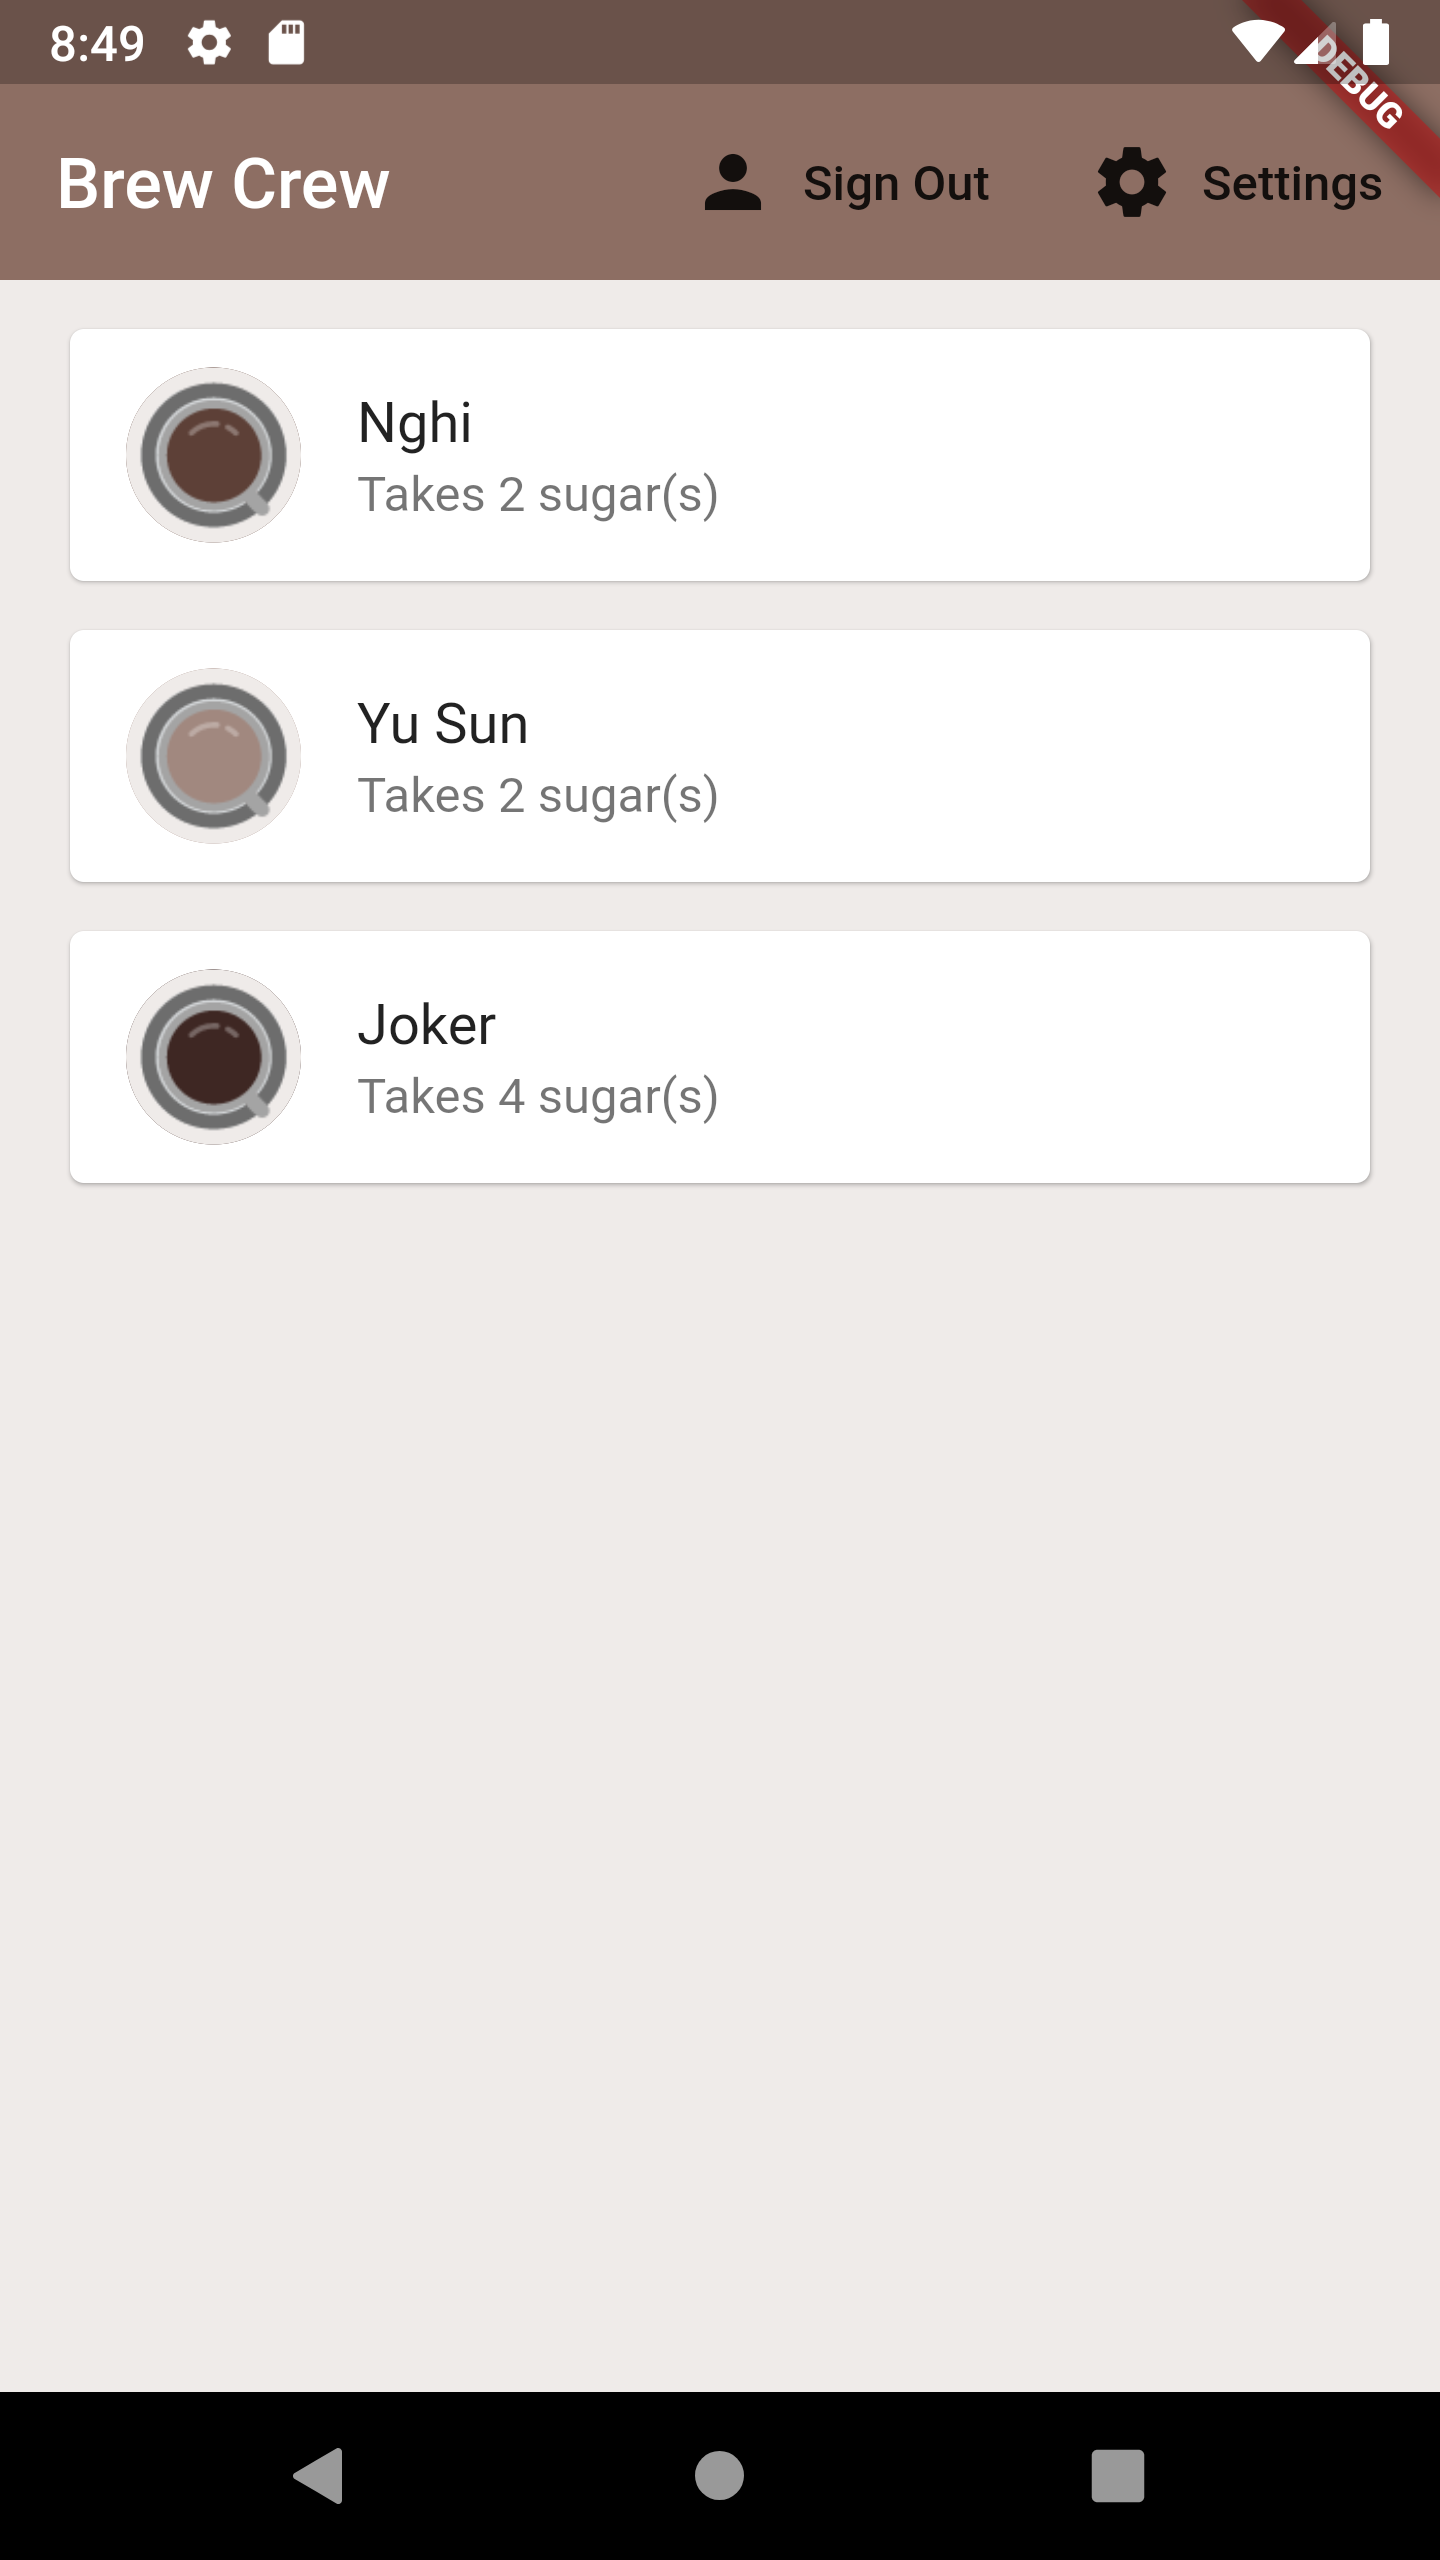 8:49
DEBUG
Brew Crew
Sign Out
Settings
Nghi
Takes 2 sugar(s)
Yu Sun
Takes 2 sugar(s)
Joker
Takes 4 sugar(s)